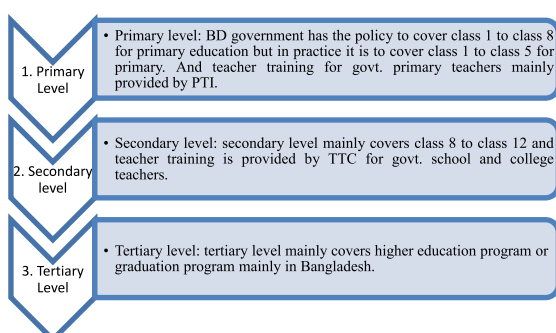 1. Primary
Level
• Primary level: BD government has the policy to cover class 1 to class 8
for primary education but in practice it is to cover class 1 to class 5 for
primary. And teacher training for govt. primary teachers mainly
provided by PTI.
2. Secondary
level
• Secondary level: secondary level mainly covers class 8 to class 12 and
teacher training is provided by TTC for govt. school and college
teachers.
3. Tertiary
Level
• Tertiary level: tertiary level mainly covers higher education program or
graduation program mainly in Bangladesh.